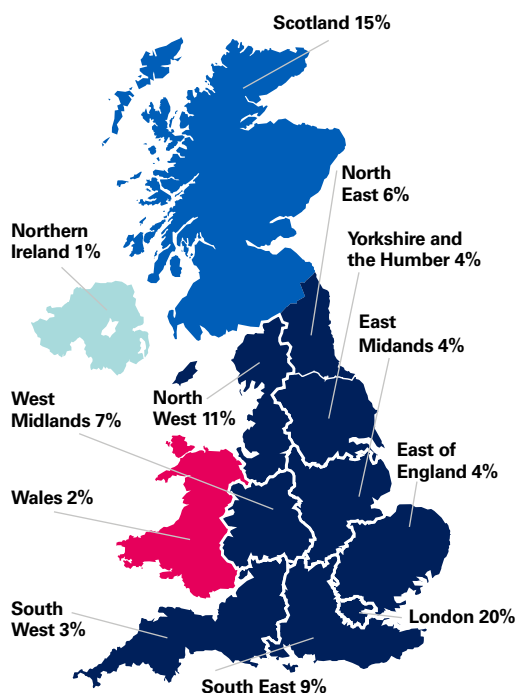 Scotland 15%
North
East 6%
Northern
Ireland 1%
Yorkshire and
the Humber 4%
East
Midands 4%
West
Midlands 7%
North
West 11%
East of
England 4%
Wales 2%
South
West 3%
London 20%
South East 9%